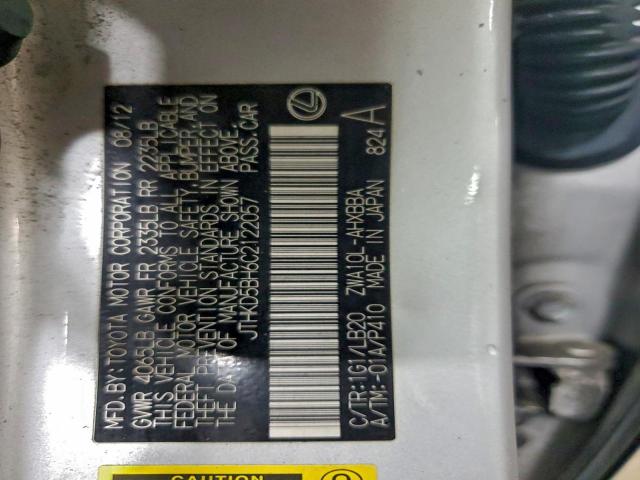 MFD. BY: TOYOTA MOTOR CORPORATION 08/12
GVWR 4065LB GAWR FR 2335LB RR 2235LB
THIS VEHICLE CONFORMS TO ALL APPLICABLE
FEDERAL MOTOR VEHICLE SAFETY, BUMPER, AND
THEFT PREVENTION STANDARDS IN EFFECT ON
THE DATE OF MANUFACTURE SHOWN ABOVE.
JTHKD5BH6C2122057 PASS. CAR
C/TR: 1G1/LB20 ZWA10L-AHXBBA 824 A
A/TM: -01A/P410 MADE IN JAPAN